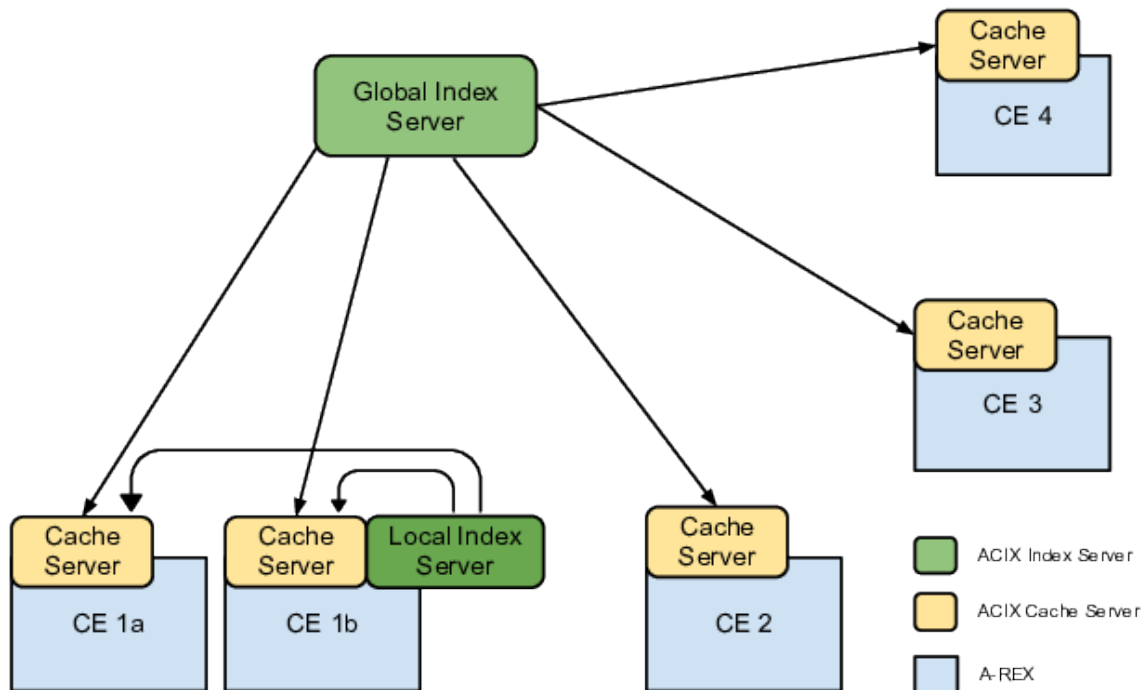 Cache
Server
CE 4
Global Index
Server
Cache
Server
CE 3
Cache
Server
CE 1a
Cache
Server
CE 1b
Local Index
Server
Cache
Server
CE 2
ACIX Index Server
ACIX Cache Server
A-REX